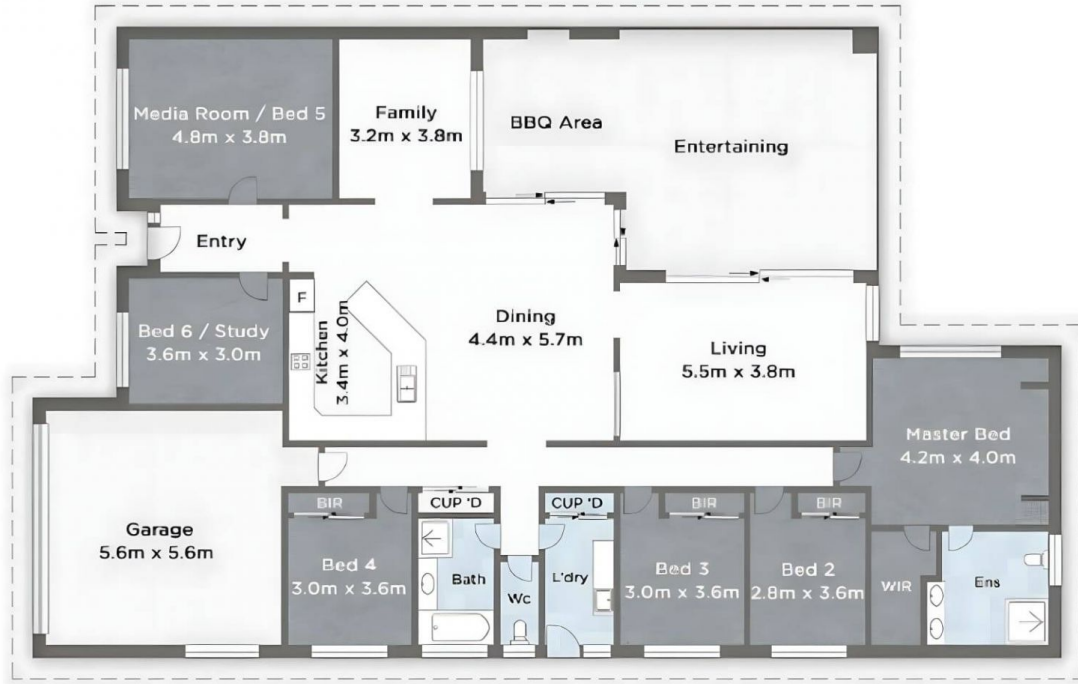 Media Room / Bed 5
4.8m x 3.8m
Family
3.2m x 3.8m
BBQ Area
Entertaining
Entry
Bed 6 / Study
3.6m x 3.0m
F
Kitchen
3.4m x 4.0m
Dining
4.4m x 5.7m
Living
5.5m x 3.8m
Master Bed
4.2m x 4.0m
Garage
5.6m x 5.6m
BIR
Bed 4
3.0m x 3.6m
CUP 'D
Bath
Wc
CUP 'D
L'dry
BIR
Bed 3
3.0m x 3.6m
BIR
Bed 2
2.8m x 3.6m
WIR
Ens